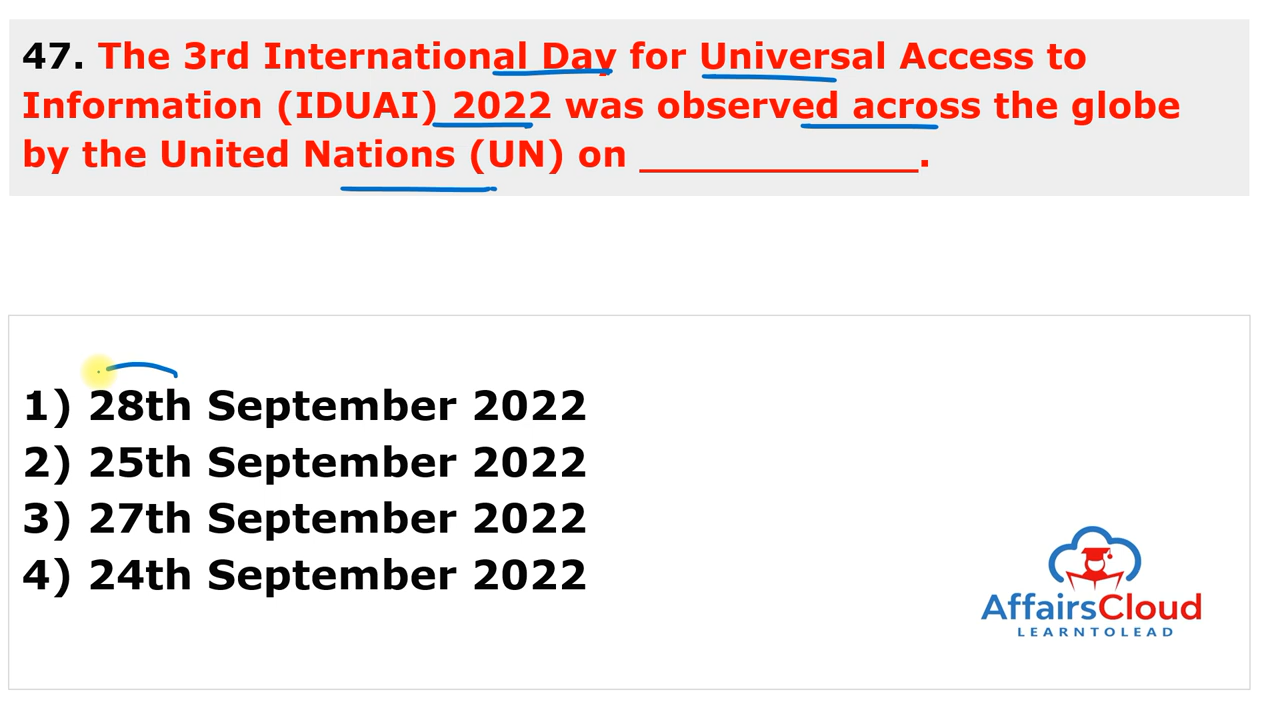 47. The 3rd International Day for Universal Access to
Information (IDUAI) 2022 was observed across the globe
by the United Nations (UN) on _______________.
1) 28th September 2022
2) 25th September 2022
3) 27th September 2022
4) 24th September 2022
AffairsCloud
LEARNTOLEAD